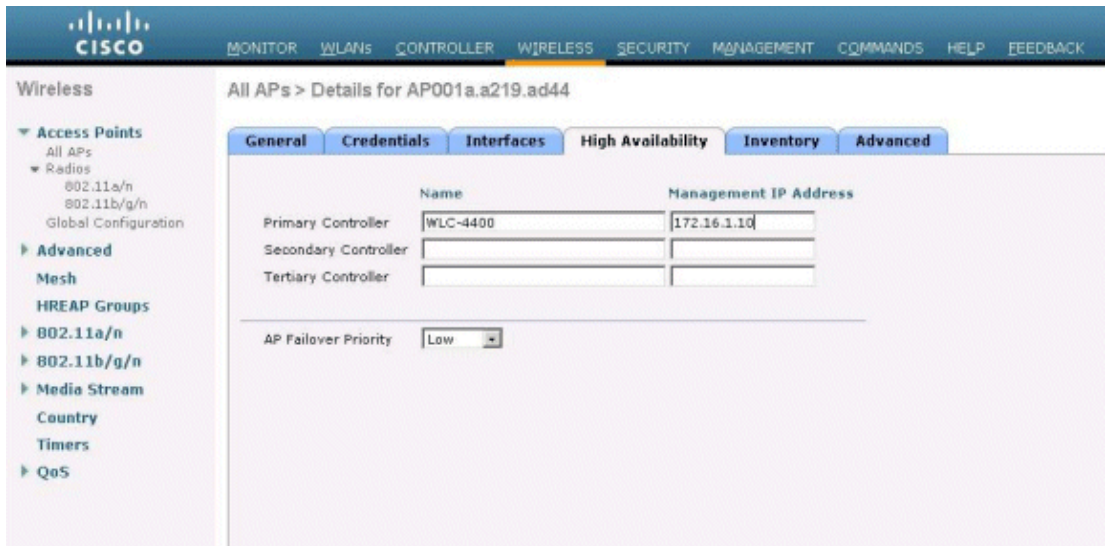 CISCO
MONITOR WLANs CONTROLLER WIRELESS SECURITY MANAGEMENT COMMANDS HELP FEEDBACK
Wireless
Access Points
All APs
Radios
802.11a/n
802.11b/g/n
Global Configuration
Advanced
Mesh
HREAP Groups
802.11a/n
802.11b/g/n
Media Stream
Country
Timers
QoS
All APs > Details for AP001a.a219.ad44
General Credentials Interfaces High Availability Inventory Advanced
Name Management IP Address
Primary Controller WLC-4400 172.16.1.10
Secondary Controller
Tertiary Controller
AP Failover Priority Low